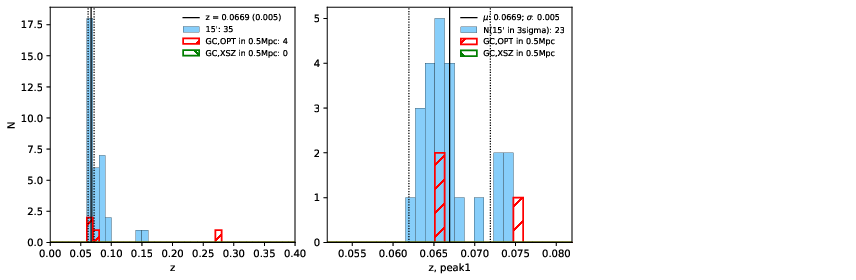 z = 0.0669 (0.005)
15': 35
GC,OPT in 0.5Mpc: 4
GC,XSZ in 0.5Mpc: 0
17.5
15.0
12.5
10.0
7.5
5.0
2.5
0.0
N
0.00 0.05 0.10 0.15 0.20 0.25 0.30 0.35 0.40
z
μ: 0.0669; σ: 0.005
N(15' in 3sigma): 23
GC,OPT in 0.5Mpc
GC,XSZ in 0.5Mpc
5
4
3
2
1
0
0.055 0.060 0.065 0.070 0.075 0.080
z, peak1